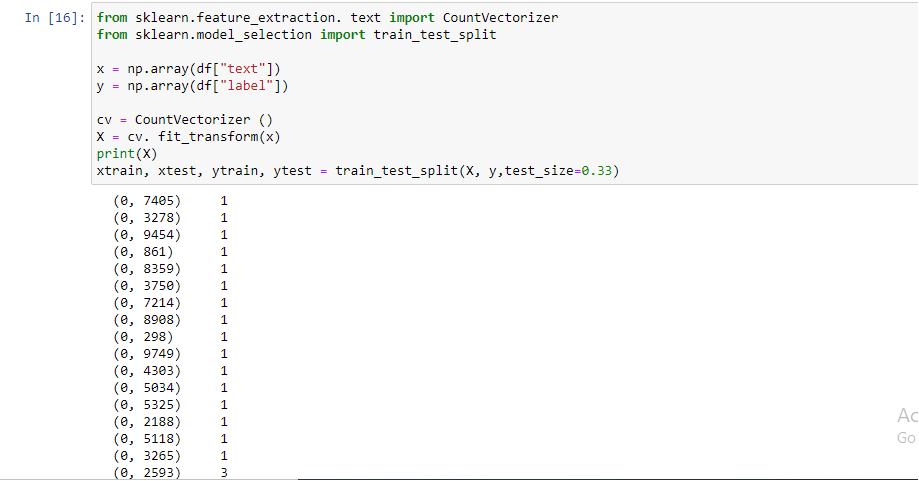 In [16]: from sklearn.feature_extraction. text import CountVectorizer
from sklearn.model_selection import train_test_split
x = np.array(df["text"])
y = np.array(df["label"])
cv = CountVectorizer ()
X = cv. fit_transform(x)
print(X)
xtrain, xtest, ytrain, ytest = train_test_split(X, y,test_size=0.33)
(0, 7405) 1
(0, 3278) 1
(0, 9454) 1
(0, 861) 1
(0, 8359) 1
(0, 3750) 1
(0, 7214) 1
(0, 8908) 1
(0, 298) 1
(0, 9749) 1
(0, 4303) 1
(0, 5034) 1
(0, 5325) 1
(0, 2188) 1
(0, 5118) 1
(0, 3265) 1
(0, 2593) 3
Ac
Go